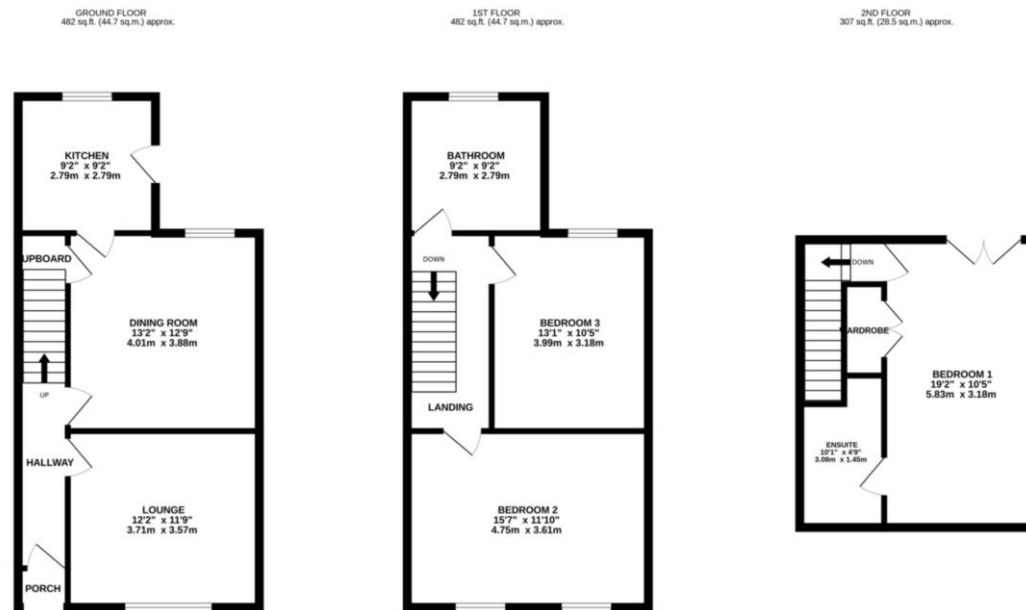 GROUND FLOOR
482 sq.ft. (44.7 sq.m.) approx.
KITCHEN
9'2" x 9'2"
2.79m x 2.79m
UPBOARD
DINING ROOM
13'2" x 12'9"
4.01m x 3.88m
UP
HALLWAY
LOUNGE
12'2" x 11'9"
3.71m x 3.57m
PORCH
1ST FLOOR
482 sq.ft. (44.7 sq.m.) approx.
BATHROOM
9'2" x 9'2"
2.79m x 2.79m
DOWN
BEDROOM 3
13'1" x 10'5"
3.99m x 3.18m
LANDING
BEDROOM 2
15'7" x 11'10"
4.75m x 3.61m
2ND FLOOR
307 sq.ft. (28.5 sq.m.) approx.
DOWN
WARDROBE
BEDROOM 1
19'2" x 10'5"
5.83m x 3.18m
ENSUITE
10'1" x 4'9"
3.08m x 1.45m